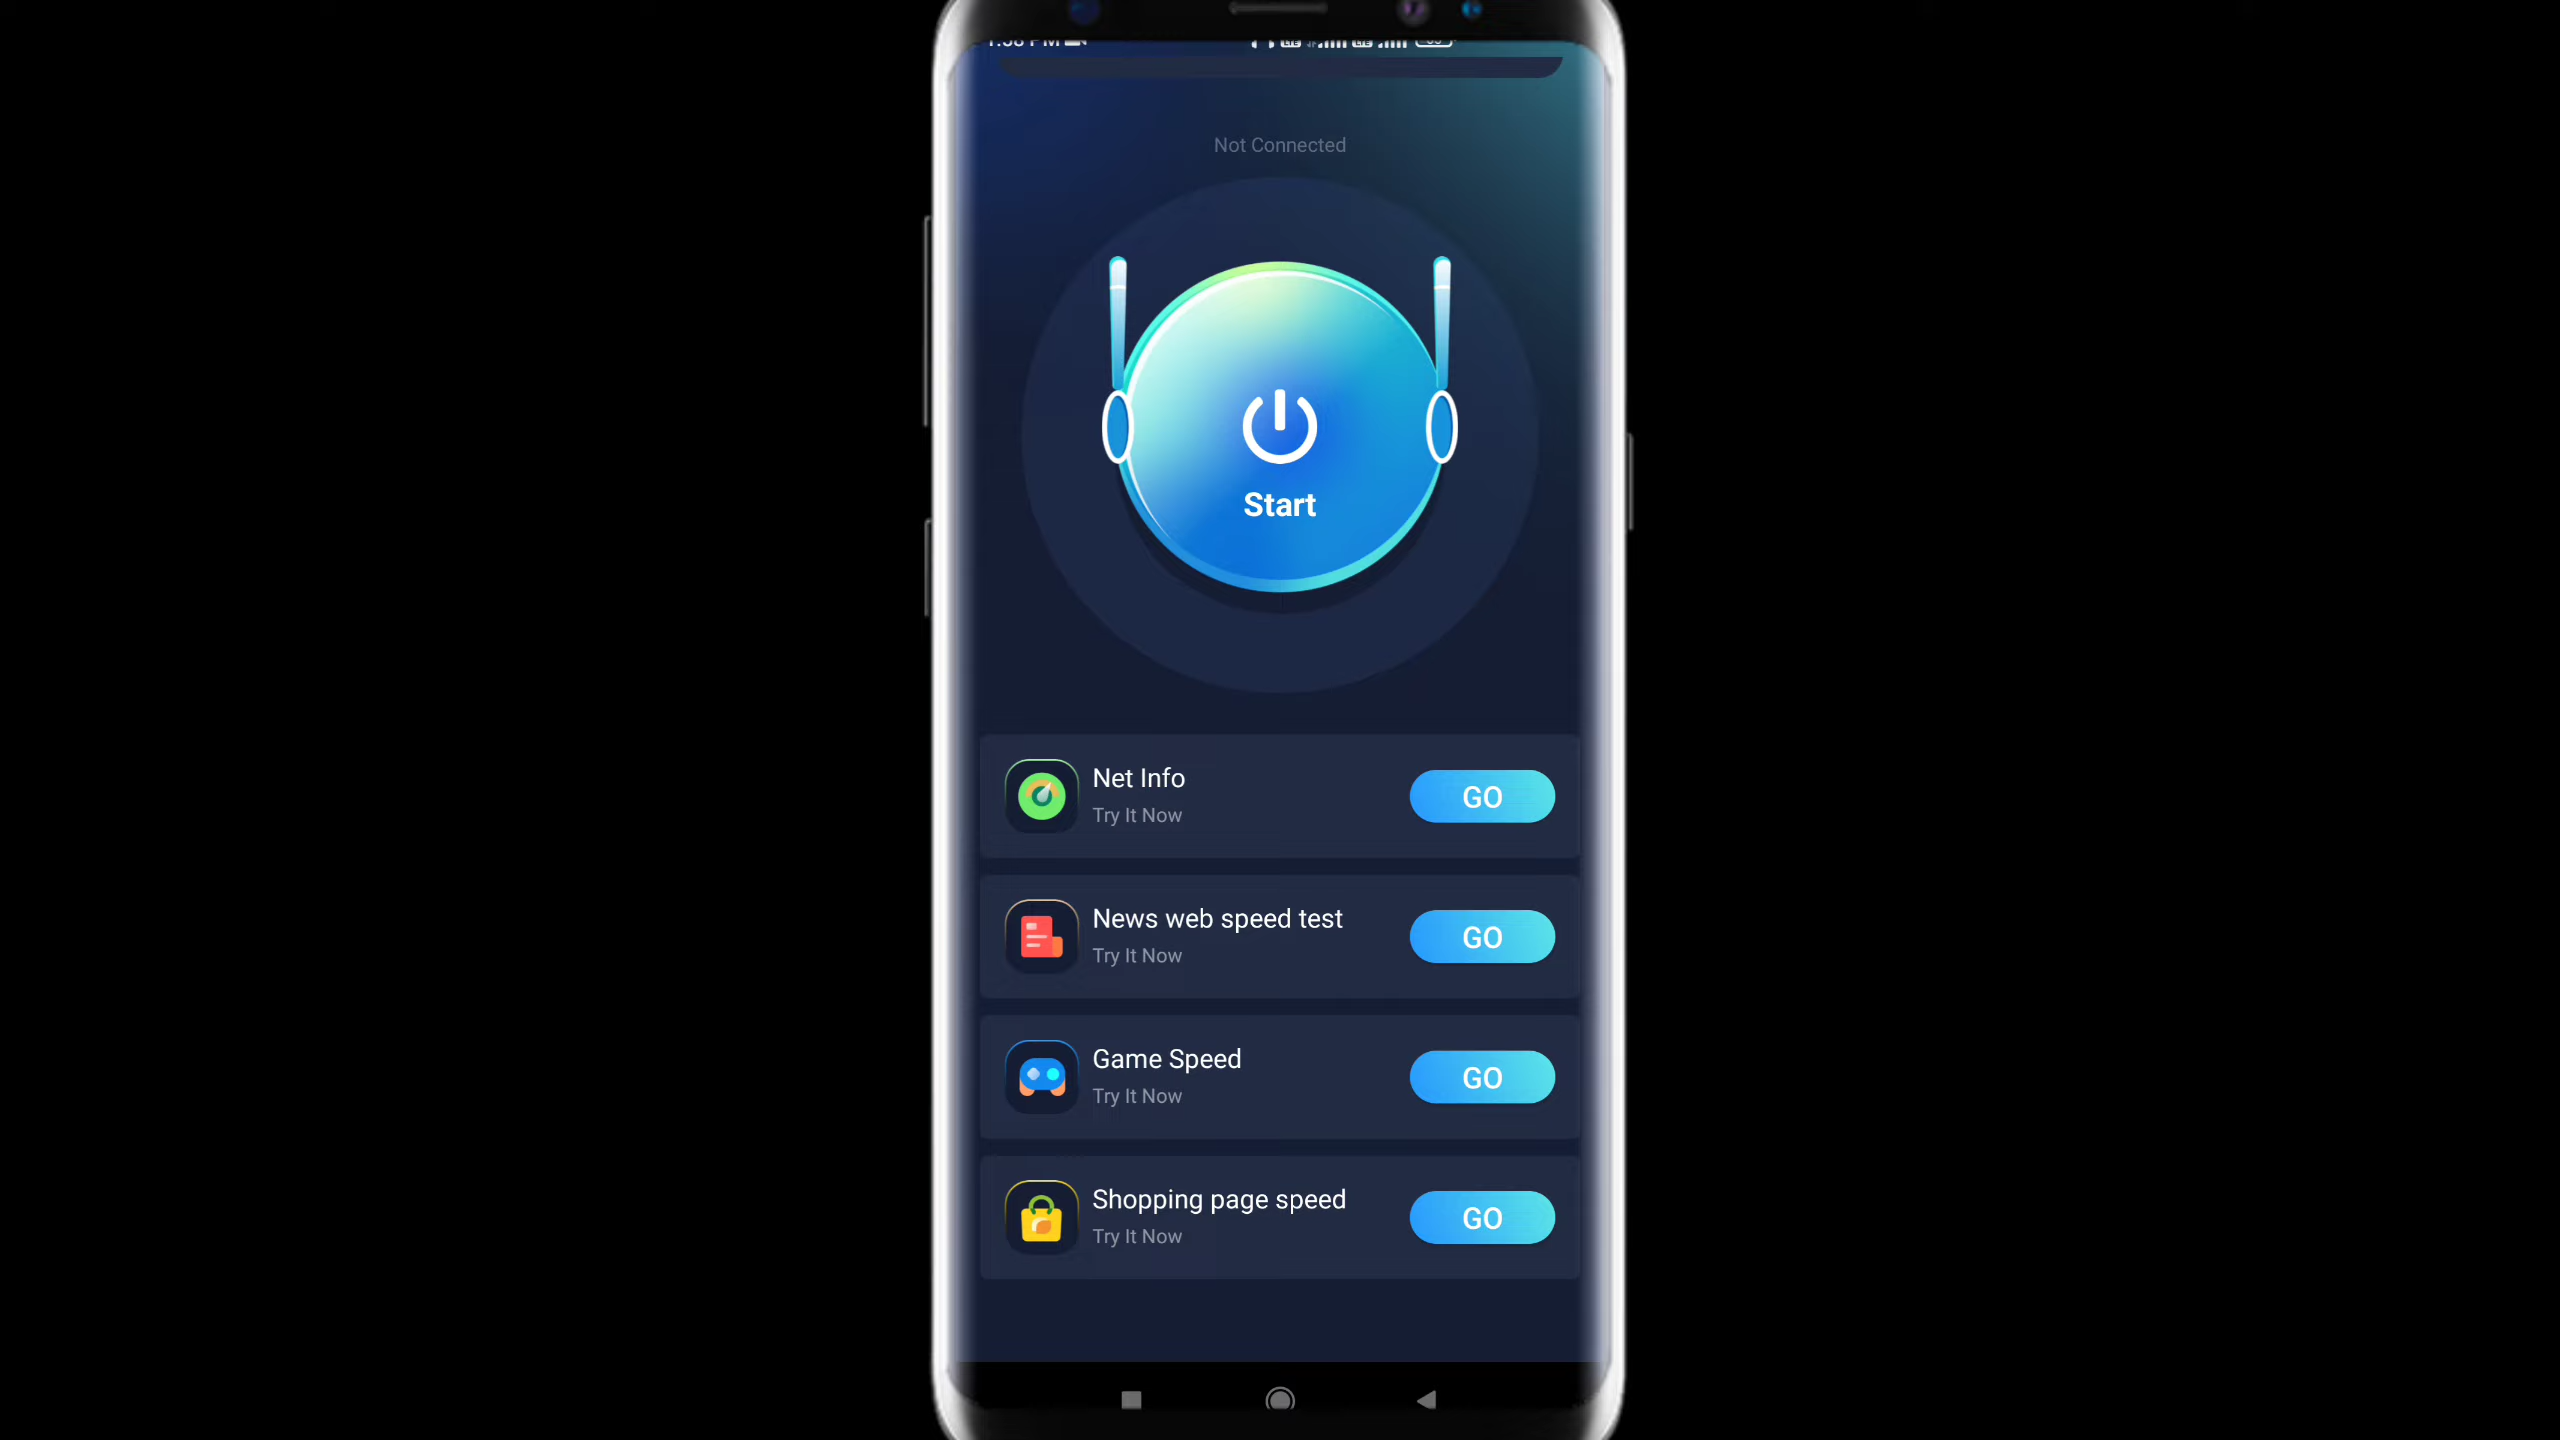 Not Connected
Start
Net Info
Try It Now
GO
News web speed test
Try It Now
GO
Game Speed
Try It Now
GO
Shopping page speed
Try It Now
GO